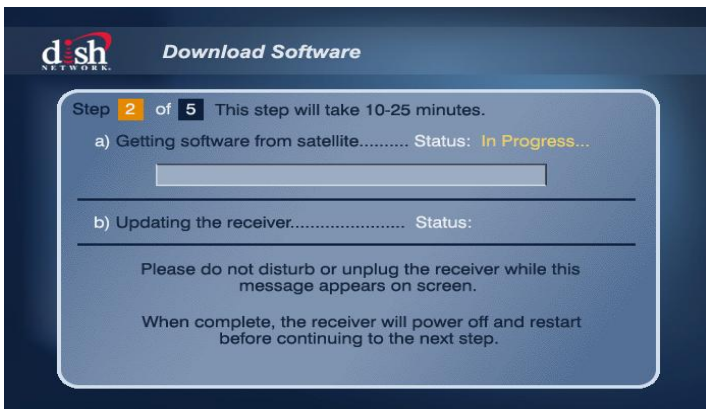 dish
NETWORK.
Download Software
Step 2 of 5 This step will take 10-25 minutes.
a) Getting software from satellite.......... Status: In Progress...
b) Updating the receiver....................... Status:
Please do not disturb or unplug the receiver while this
message appears on screen.
When complete, the receiver will power off and restart
before continuing to the next step.